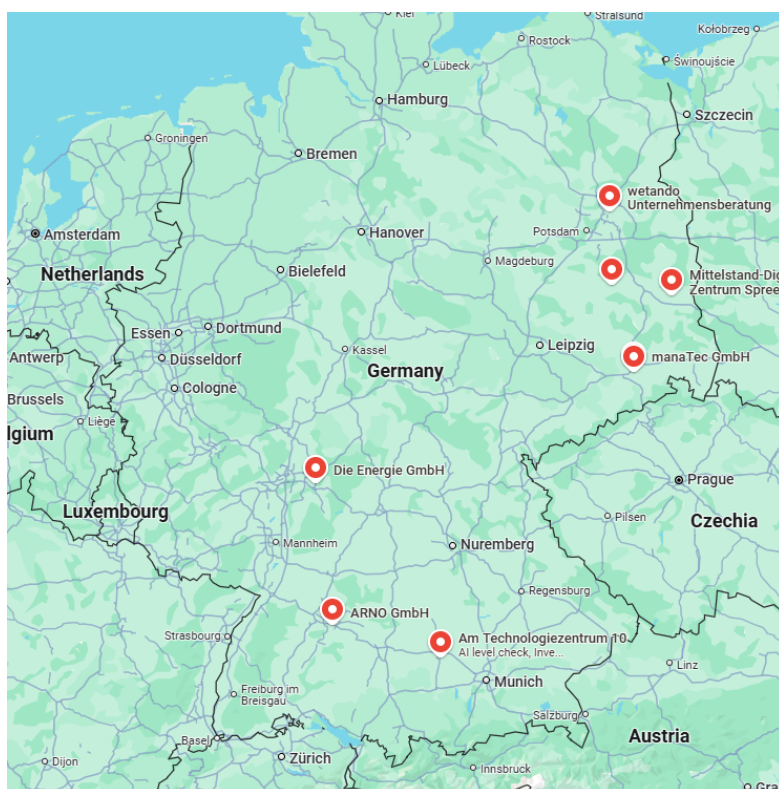 Kiel
Stralsund
Rostock
Kołobrzeg
Świnoujście
Lübeck
Hamburg
Szczecin
Groningen
Bremen
wetando
Unternehmensberatung
Amsterdam
Hanover
Potsdam
Netherlands
Bielefeld
Magdeburg
Mittelstand-Dig
Zentrum Spree
Essen
Dortmund
Leipzig
Antwerp
Düsseldorf
Kassel
manaTec GmbH
Germany
Cologne
Brussels
Liège
lgium
Die Energie GmbH
Prague
Luxembourg
Pilsen
Czechia
Mannheim
Nuremberg
Regensburg
ARNO GmbH
Strasbourg
Am Technologiezentrum 10
AI level check, Inve...
Linz
Munich
Freiburg im
Breisgau
Salzburg
Basel
Austria
Dijon
Zürich
Innsbruck
Gra